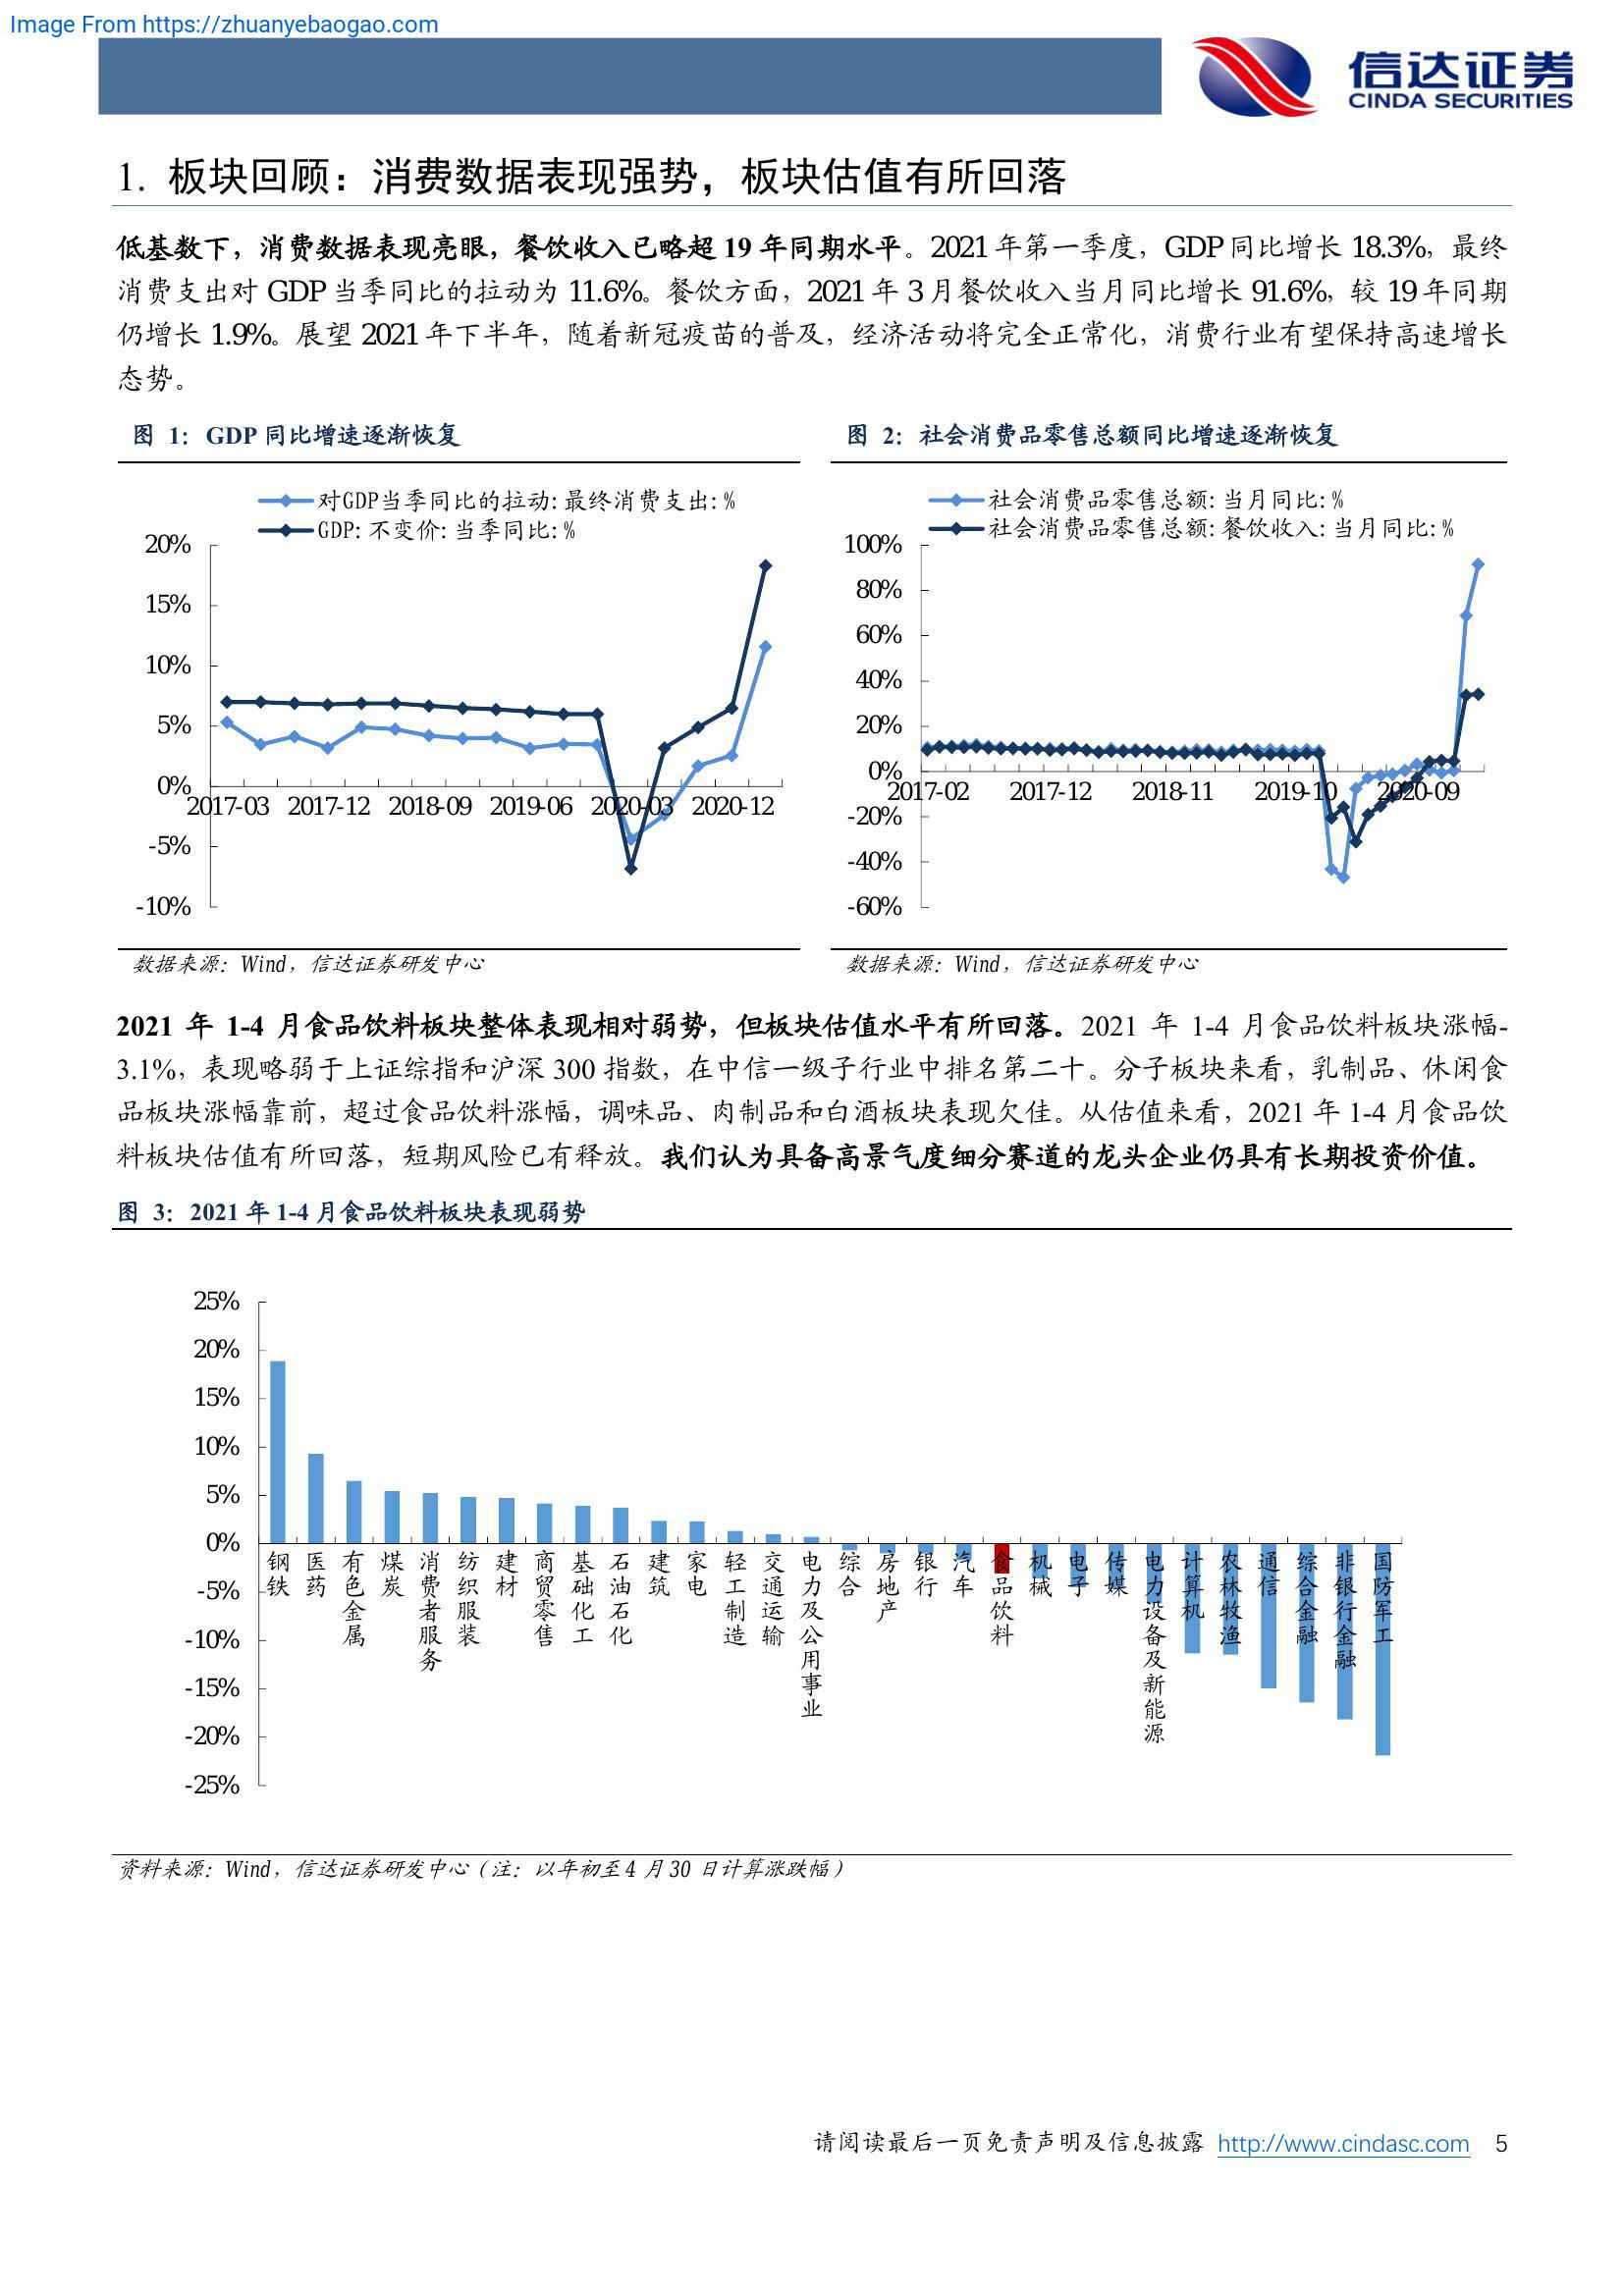 Image From https://zhuanyebaogao.com
信达证券
CINDA SECURITIES
1. 板块回顾：消费数据表现强势，板块估值有所回落
低基数下，消费数据表现亮眼，餐饮收入已略超 19 年同期水平。2021 年第一季度，GDP 同比增长 18.3%，最终
消费支出对 GDP 当季同比的拉动为 11.6%。餐饮方面，2021 年 3 月餐饮收入当月同比增长 91.6%，较 19 年同期
仍增长 1.9%。展望 2021 年下半年，随着新冠疫苗的普及，经济活动将完全正常化，消费行业有望保持高速增长
态势。
图 1：GDP 同比增速逐渐恢复
对GDP当季同比的拉动:最终消费支出:%
GDP:不变价:当季同比:%
20%
15%
10%
5%
0%
-5%
-10%
2017-03 2017-12 2018-09 2019-06 2020-03 2020-12
数据来源：Wind，信达证券研发中心
图 2：社会消费品零售总额同比增速逐渐恢复
社会消费品零售总额:当月同比:%
社会消费品零售总额:餐饮收入:当月同比:%
100%
80%
60%
40%
20%
0%
-20%
-40%
-60%
2017-02 2017-12 2018-11 2019-10 2020-09
数据来源：Wind，信达证券研发中心
2021 年 1-4 月食品饮料板块整体表现相对弱势，但板块估值水平有所回落。2021 年 1-4 月食品饮料板块涨幅-
3.1%，表现略弱于上证综指和沪深 300 指数，在中信一级子行业中排名第二十。分子板块来看，乳制品、休闲食
品板块涨幅靠前，超过食品饮料涨幅，调味品、肉制品和白酒板块表现欠佳。从估值来看，2021 年 1-4 月食品饮
料板块估值有所回落，短期风险已有释放。我们认为具备高景气度细分赛道的龙头企业仍具有长期投资价值。
图 3：2021 年 1-4 月食品饮料板块表现弱势
25%
20%
15%
10%
5%
0%
-5%
-10%
-15%
-20%
-25%
钢铁
医药
有色金属
煤炭
消费者服务
纺织服装
建材
商贸零售
基础化工
石油石化
建筑
家电
轻工制造
交通运输
电力及公用事业
综合
房地产
银行
汽车
食品饮料
机械
电子
传媒
电力设备及新能源
计算机
农林牧渔
通信
综合金融
非银行金融
国防军工
资料来源：Wind，信达证券研发中心（注：以年初至 4 月 30 日计算涨跌幅）
请阅读最后一页免责声明及信息披露 http://www.cindasc.com 5